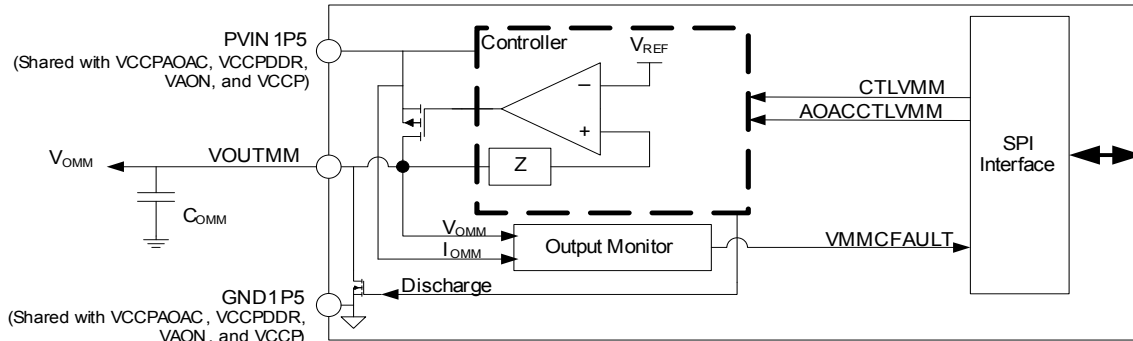 PVIN 1P5
(Shared with VCCPAOAC, VCCPDDR,
VAON, and VCCP)
Controller
VREF
−
+
Z
CTLVMM
AOACCTLVMM
SPI
Interface
VOMM
VOUTMM
COMM
VOMM
IOMM
Output Monitor
VMMCFAULT
Discharge
GND1P5
(Shared with VCCPAOAC, VCCPDDR,
VAON, and VCCP)